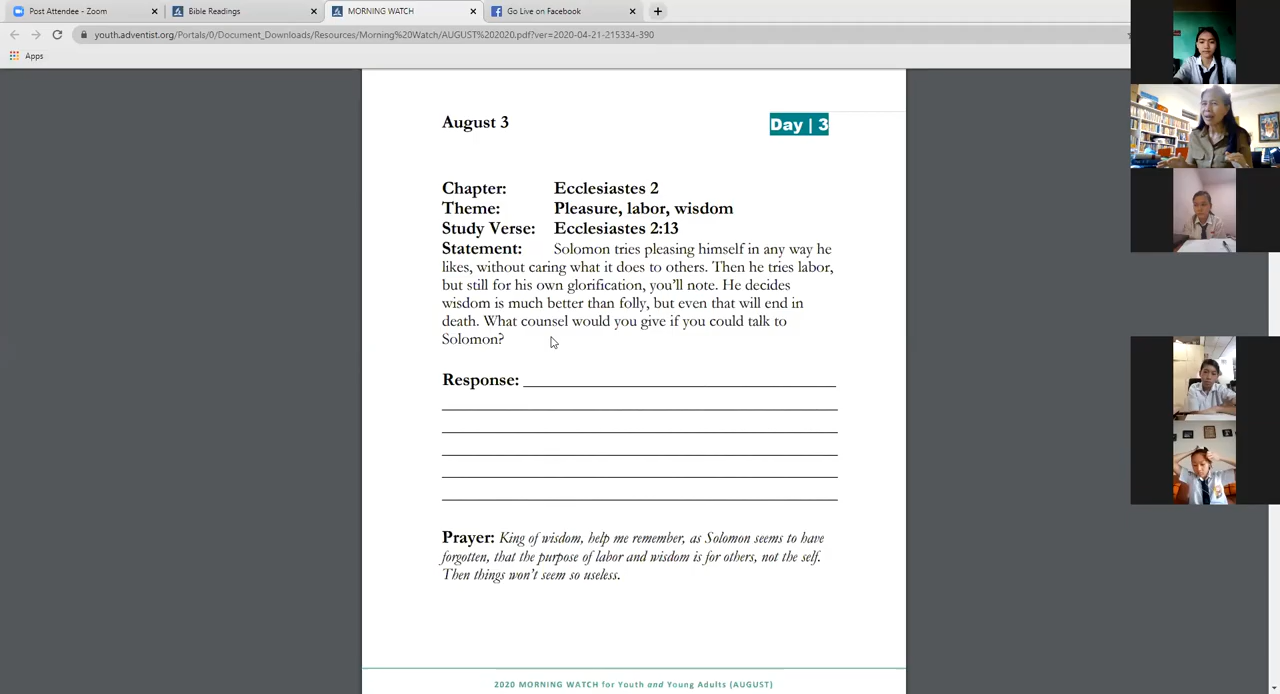 Post Attendee - Zoom
Bible Readings
MORNING WATCH
Go Live on Facebook
youth.adventist.org/Portals/0/Document_Downloads/Resources/Morning%20Watch/AUGUST%202020.pdf?ver=2020-04-21-215334-390
Apps
August 3
Day | 3
Chapter: Ecclesiastes 2
Theme: Pleasure, labor, wisdom
Study Verse: Ecclesiastes 2:13
Statement: Solomon tries pleasing himself in any way he
likes, without caring what it does to others. Then he tries labor,
but still for his own glorification, you'll note. He decides
wisdom is much better than folly, but even that will end in
death. What counsel would you give if you could talk to
Solomon?
Response:
Prayer: King of wisdom, help me remember, as Solomon seems to have
forgotten, that the purpose of labor and wisdom is for others, not the self.
Then things won't seem so useless.
2020 MORNING WATCH for Youth and Young Adults (AUGUST)